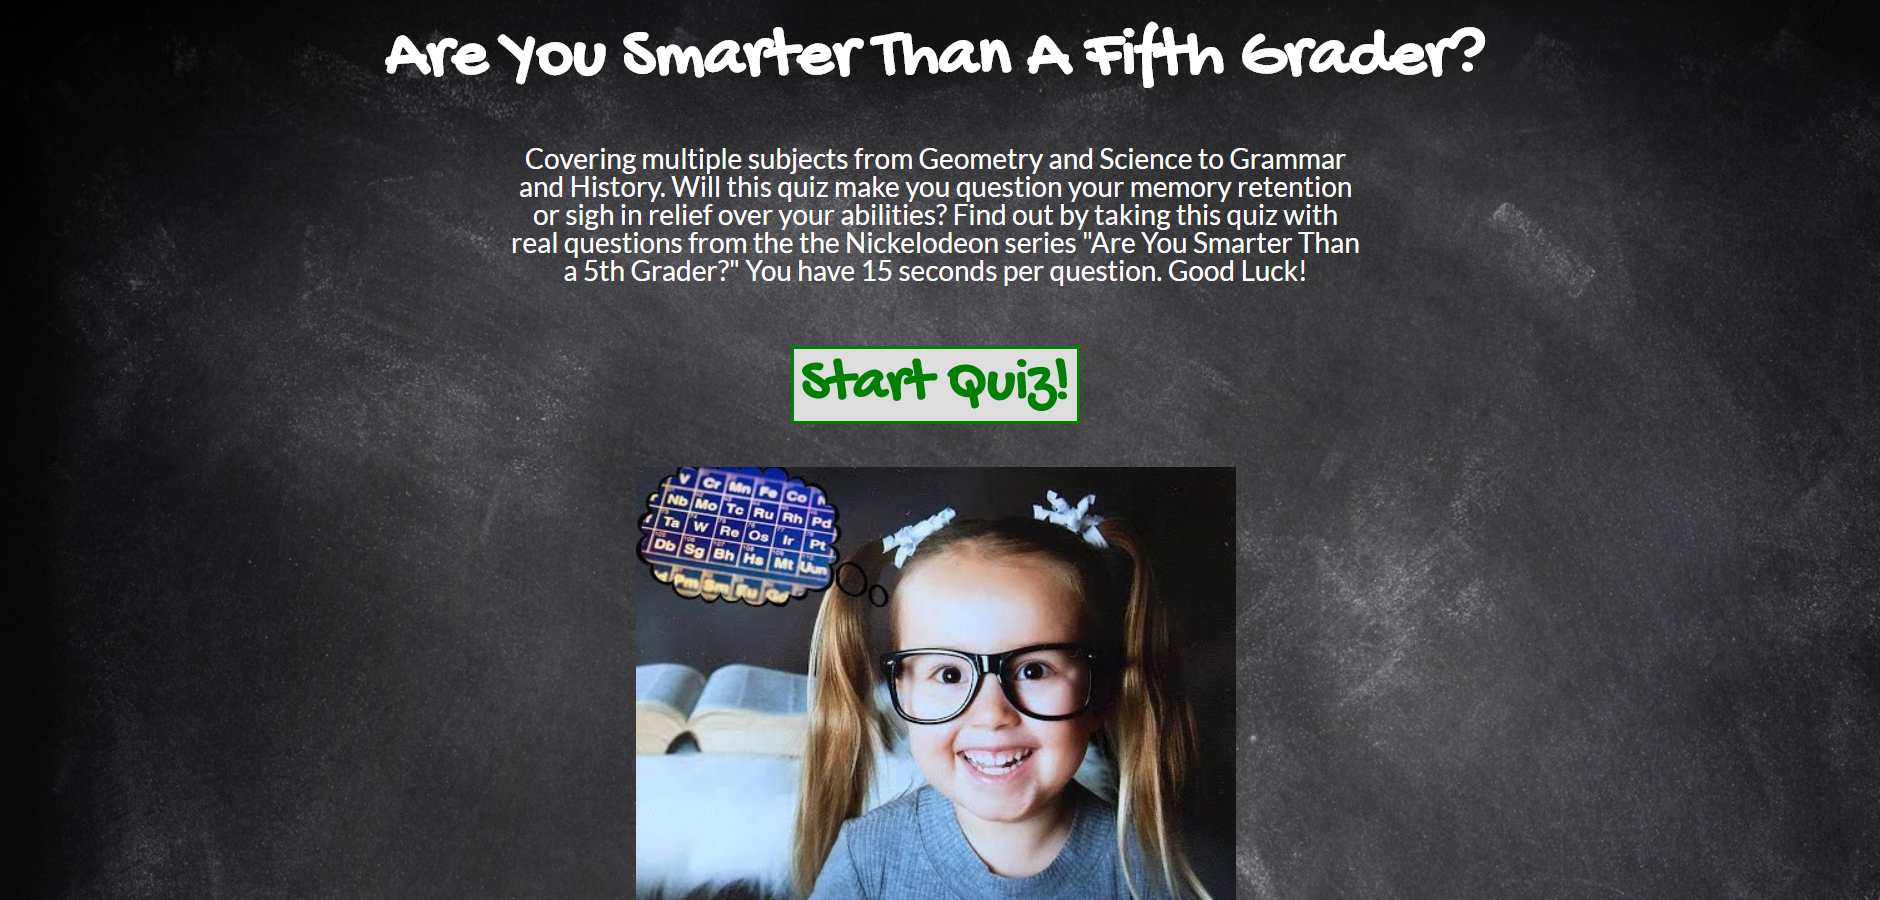 Are You Smarter Than A Fifth Grader?
Covering multiple subjects from Geometry and Science to Grammar
and History. Will this quiz make you question your memory retention
or sigh in relief over your abilities? Find out by taking this quiz with
real questions from the the Nickelodeon series "Are You Smarter Than
a 5th Grader?" You have 15 seconds per question. Good Luck!
Start Quiz!
V Cr Mn Fe Co
Nb Mo Tc Ru Rh Pd
Ta W Re Os Ir Pt
Db Sg Bh Hs Mt Uun
Pm Sm Eu Gd